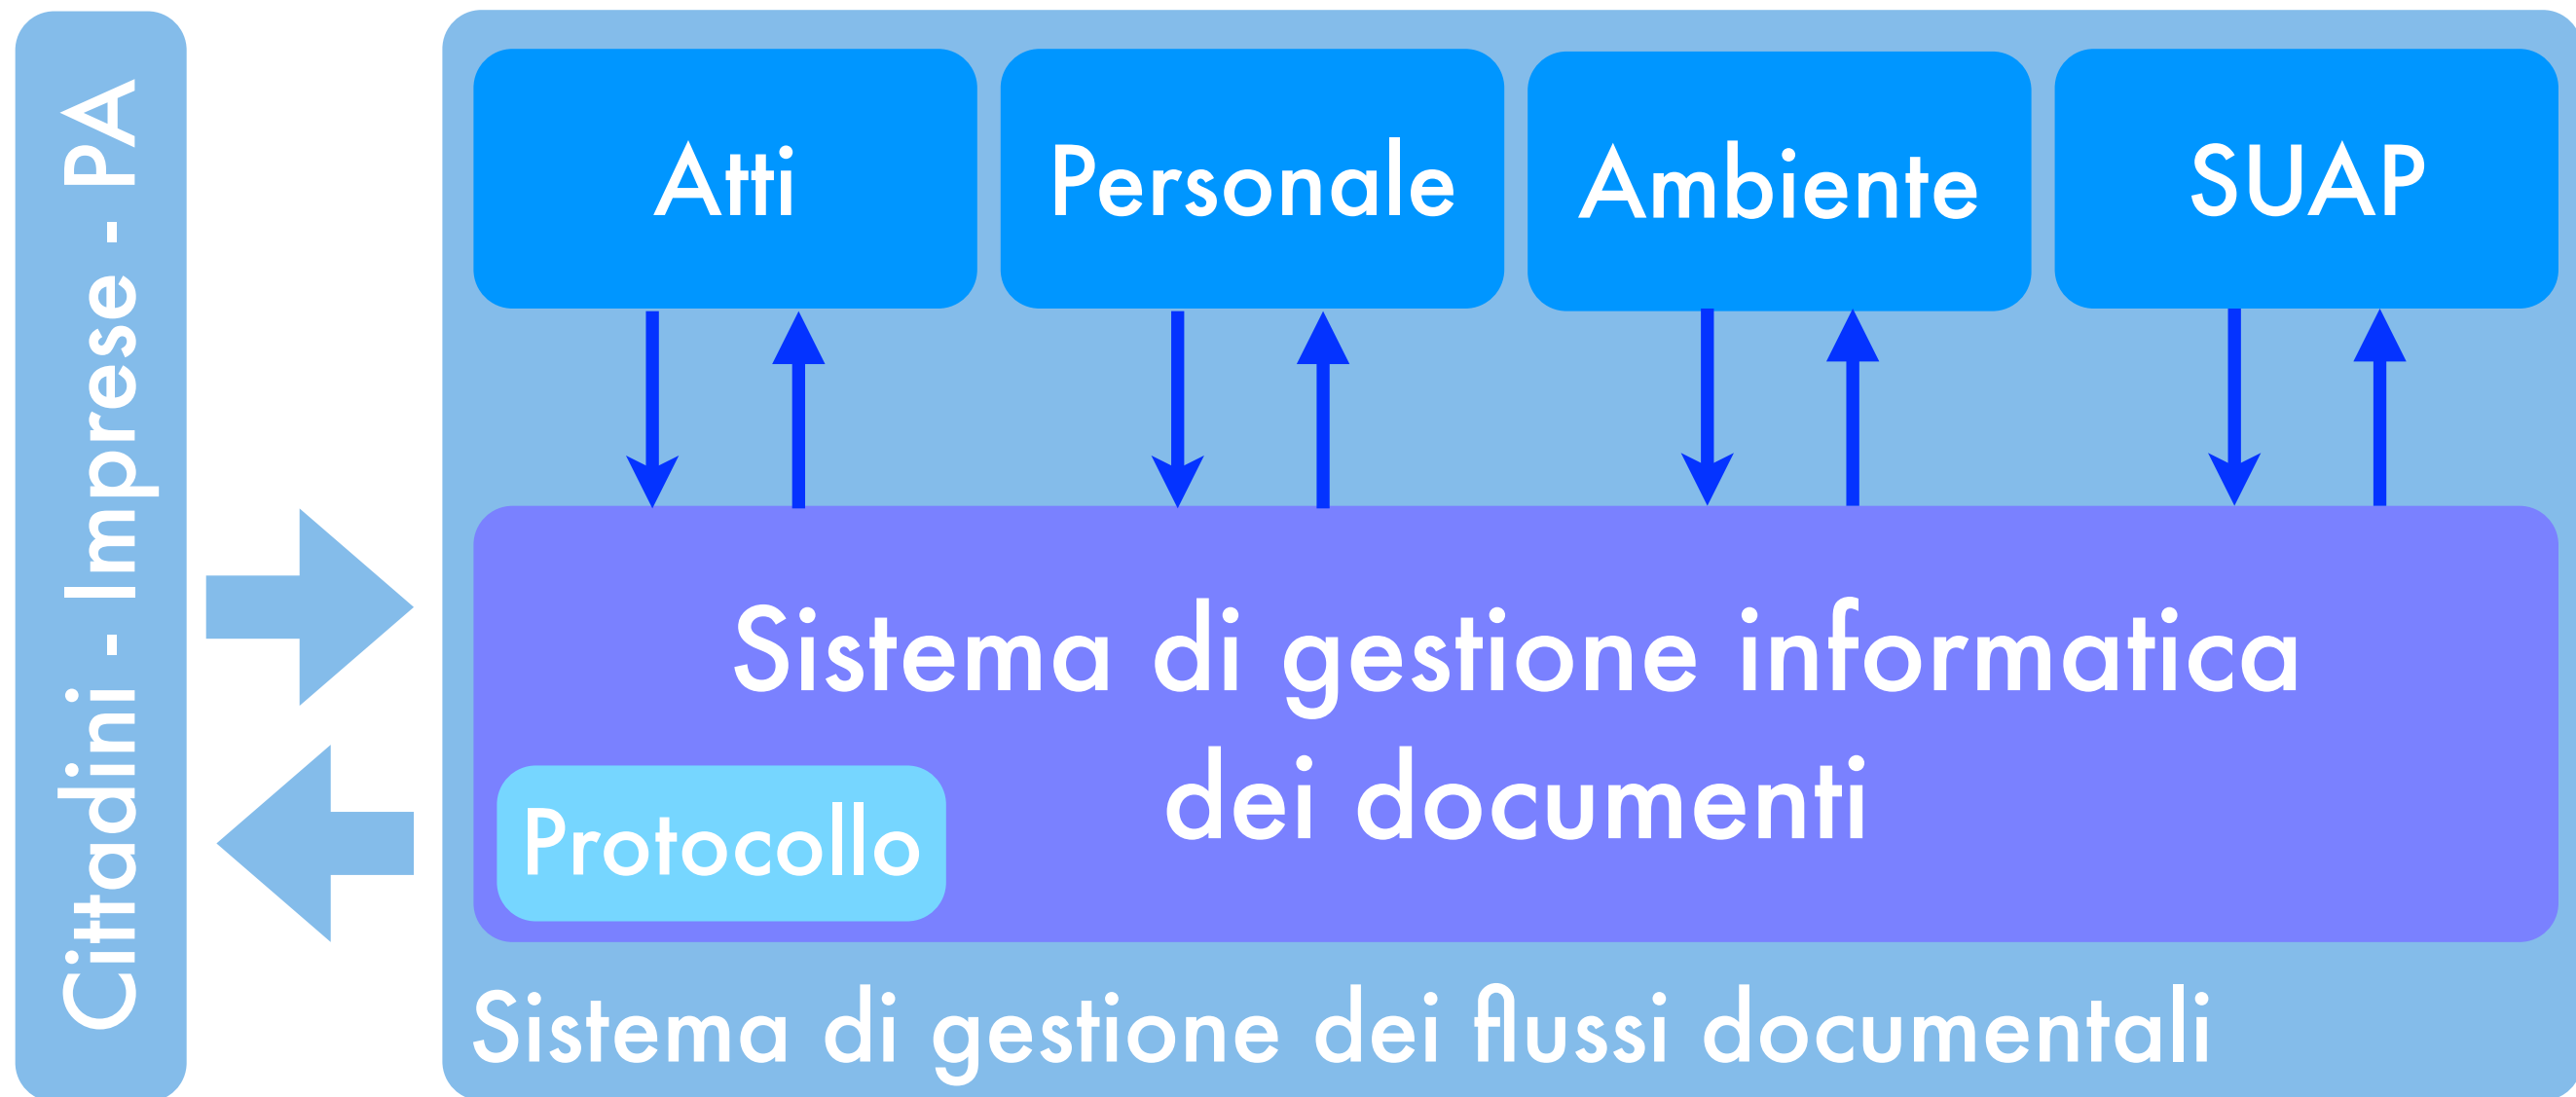 Cittadini - Imprese - PA
Atti
Personale
Ambiente
SUAP
Sistema di gestione informatica
dei documenti
Protocollo
Sistema di gestione dei flussi documentali